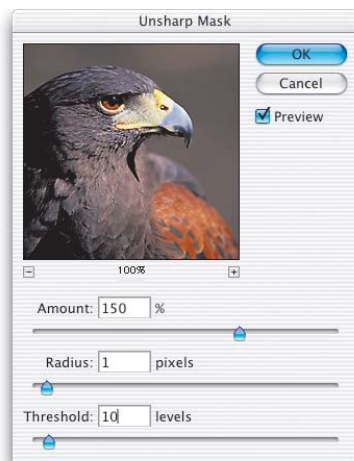 Unsharp Mask
OK
Cancel
Preview
100%
Amount: 150 %
Radius: 1 pixels
Threshold: 10 levels